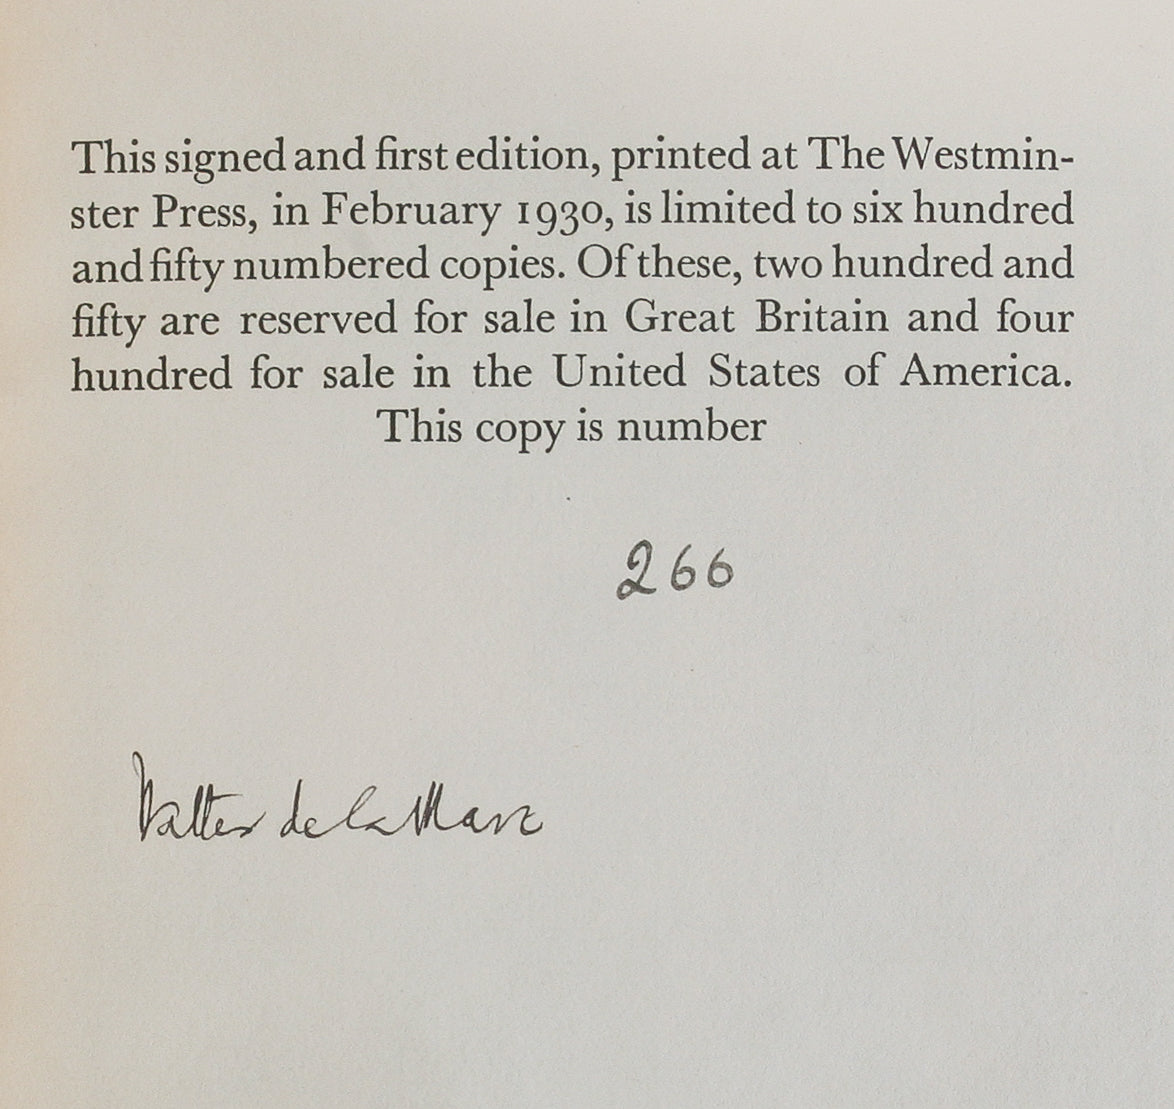 This signed and first edition, printed at The Westmin-
ster Press, in February 1930, is limited to six hundred
and fifty numbered copies. Of these, two hundred and
fifty are reserved for sale in Great Britain and four
hundred for sale in the United States of America.
This copy is number
266
Walter de la Mare